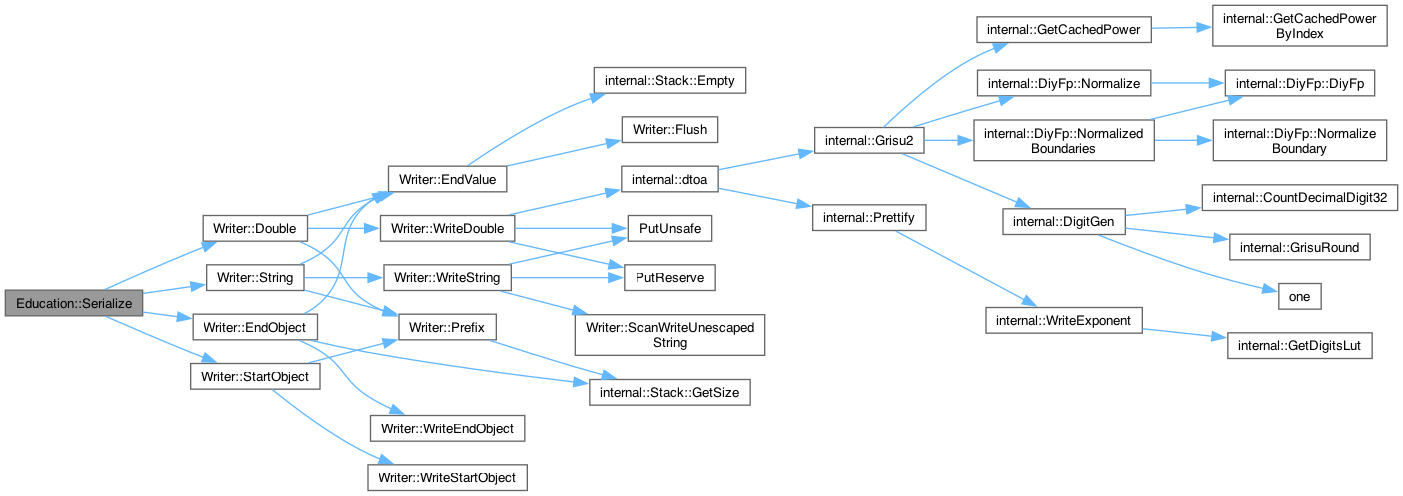 Education::Serialize
Writer::Double
Writer::String
Writer::EndObject
Writer::StartObject
Writer::EndValue
Writer::WriteDouble
Writer::WriteString
Writer::Prefix
Writer::WriteEndObject
Writer::WriteStartObject
internal::Stack::Empty
Writer::Flush
internal::dtoa
PutUnsafe
PutReserve
Writer::ScanWriteUnescaped
String
internal::Stack::GetSize
internal::Grisu2
internal::Prettify
internal::GetCachedPower
internal::DiyFp::Normalize
internal::DiyFp::Normalized
Boundaries
internal::DigitGen
internal::WriteExponent
internal::GetCachedPower
ByIndex
internal::DiyFp::DiyFp
internal::DiyFp::Normalize
Boundary
internal::CountDecimalDigit32
internal::GrisuRound
one
internal::GetDigitsLut